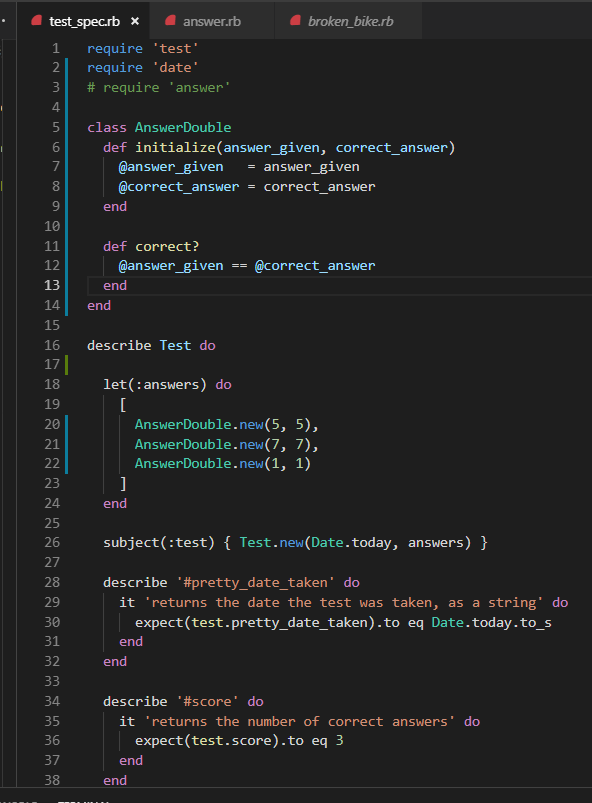 test_spec.rb × answer.rb broken_bike.rb
1 require 'test'
2 require 'date'
3 # require 'answer'
4
5 class AnswerDouble
6 def initialize(answer_given, correct_answer)
7 @answer_given   = answer_given
8 @correct_answer = correct_answer
9 end
10
11 def correct?
12 @answer_given == @correct_answer
13 end
14 end
15
16 describe Test do
17
18 let(:answers) do
19 [
20 AnswerDouble.new(5, 5),
21 AnswerDouble.new(7, 7),
22 AnswerDouble.new(1, 1)
23 ]
24 end
25
26 subject(:test) { Test.new(Date.today, answers) }
27
28 describe '#pretty_date_taken' do
29 it 'returns the date the test was taken, as a string' do
30 expect(test.pretty_date_taken).to eq Date.today.to_s
31 end
32 end
33
34 describe '#score' do
35 it 'returns the number of correct answers' do
36 expect(test.score).to eq 3
37 end
38 end